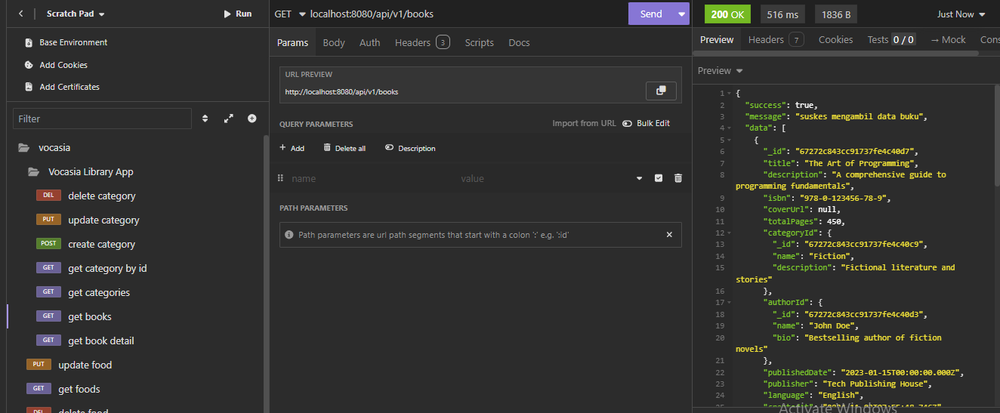 Scratch Pad
Run
Base Environment
Add Cookies
Add Certificates
Filter
vocasia
Vocasia Library App
DEL delete category
PUT update category
POST create category
GET get category by id
GET get categories
GET get books
GET get book detail
PUT update food
GET get foods
DEL delete food
GET localhost:8080/api/v1/books
Send
Params Body Auth Headers 3 Scripts Docs
URL PREVIEW
http://localhost:8080/api/v1/books
QUERY PARAMETERS
Import from URL Bulk Edit
+ Add Delete all Description
name value
PATH PARAMETERS
Path parameters are url path segments that start with a colon ':' e.g. ':id'
200 OK 516 ms 1836 B Just Now
Preview Headers 7 Cookies Tests 0 / 0 → Mock Cons
Preview
1 {
2 "success": true,
3 "message": "suskes mengambil data buku",
4 "data": [
5 {
6 "_id": "67272c843cc91737fe4c40d7",
7 "title": "The Art of Programming",
8 "description": "A comprehensive guide to
programming fundamentals",
9 "isbn": "978-0-123456-78-9",
10 "coverUrl": null,
11 "totalPages": 450,
12 "categoryId": {
13 "_id": "67272c843cc91737fe4c40c9",
14 "name": "Fiction",
15 "description": "Fictional literature and
stories"
16 },
17 "authorId": {
18 "_id": "67272c843cc91737fe4c40d3",
19 "name": "John Doe",
20 "bio": "Bestselling author of fiction
novels"
21 },
22 "publishedDate": "2023-01-15T00:00:00.000Z",
23 "publisher": "Tech Publishing House",
24 "language": "English",
Activate Windows